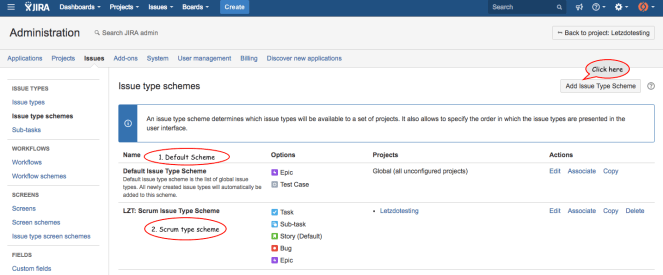 JIRA Dashboards Projects Issues Boards Create Search
Administration Search JIRA admin Back to project: Letzdotesting
Applications Projects Issues Add-ons System User management Billing Discover new applications
Click here
ISSUE TYPES
Issue types
Issue type schemes
Sub-tasks
WORKFLOWS
Workflows
Workflow schemes
SCREENS
Screens
Screen schemes
Issue type screen schemes
FIELDS
Custom fields
Issue type schemes Add Issue Type Scheme
An issue type scheme determines which issue types will be available to a set of projects. It also allows to specify the order in which the issue types are presented in the
user interface.
Name 1. Default Scheme Options Projects Actions
Default Issue Type Scheme Epic Global (all unconfigured projects) Edit Associate Copy
Default issue type scheme is the list of global issue
types. All newly created issue types will automatically be
added to this scheme.
Test Case
LZT: Scrum Issue Type Scheme Task Letzdotesting Edit Associate Copy Delete
2. Scrum type scheme
Sub-task
Story (Default)
Bug
Epic